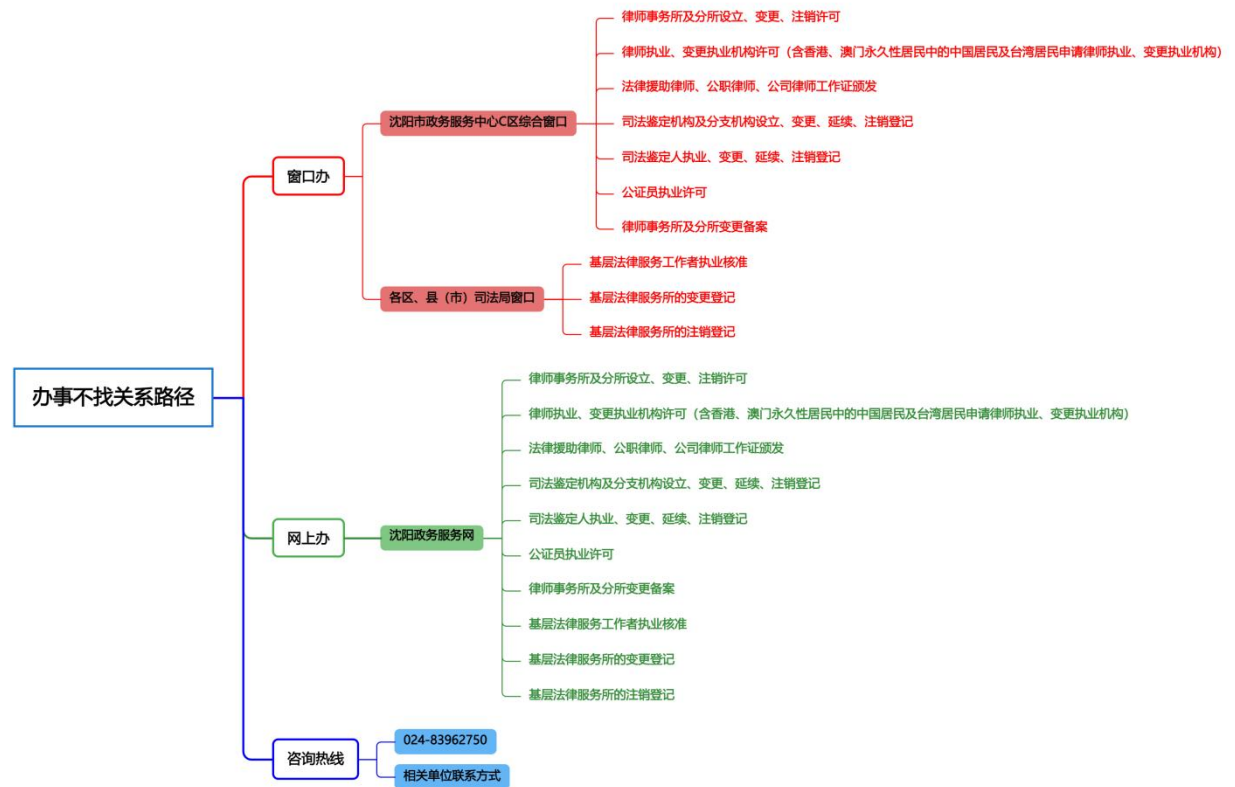 办事不找关系路径
窗口办
沈阳市政务服务中心C区综合窗口
律师事务所及分所设立、变更、注销许可
律师执业、变更执业机构许可（含香港、澳门永久性居民中的中国居民及台湾居民申请律师执业、变更执业机构）
法律援助律师、公职律师、公司律师工作证颁发
司法鉴定机构及分支机构设立、变更、延续、注销登记
司法鉴定人执业、变更、延续、注销登记
公证员执业许可
律师事务所及分所变更备案
各区、县（市）司法局窗口
基层法律服务工作者执业核准
基层法律服务所的变更登记
基层法律服务所的注销登记
网上办
沈阳政务服务网
律师事务所及分所设立、变更、注销许可
律师执业、变更执业机构许可（含香港、澳门永久性居民中的中国居民及台湾居民申请律师执业、变更执业机构）
法律援助律师、公职律师、公司律师工作证颁发
司法鉴定机构及分支机构设立、变更、延续、注销登记
司法鉴定人执业、变更、延续、注销登记
公证员执业许可
律师事务所及分所变更备案
基层法律服务工作者执业核准
基层法律服务所的变更登记
基层法律服务所的注销登记
咨询热线
024-83962750
相关单位联系方式